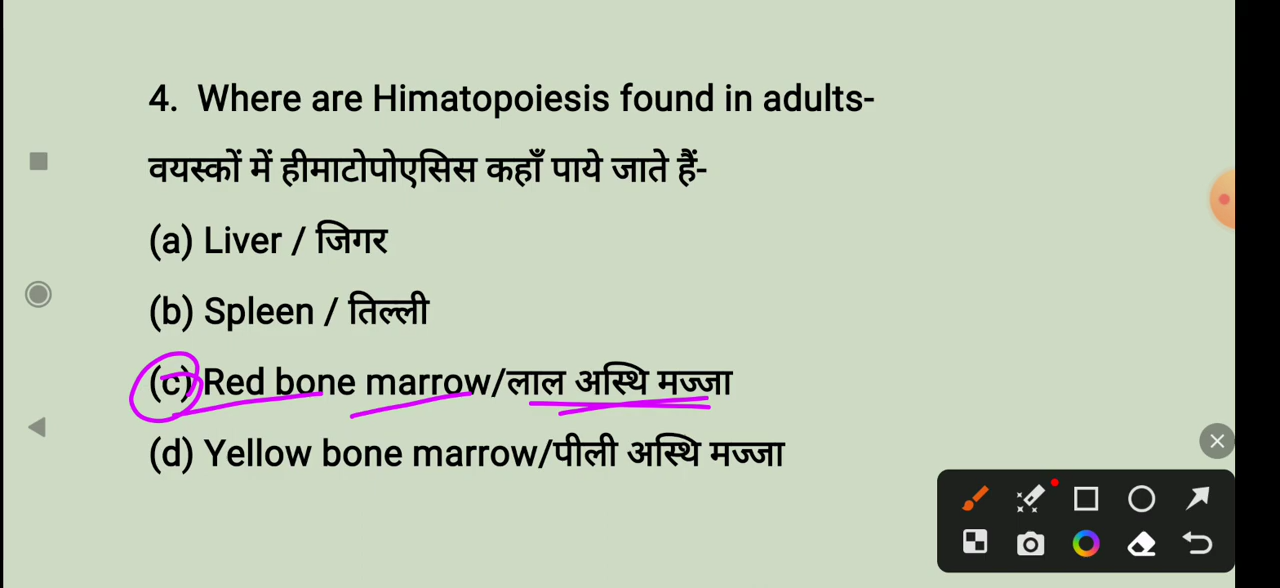 4. Where are Himatopoiesis found in adults-
वयस्कों में हीमाटोपोएसिस कहाँ पाये जाते हैं-
(a) Liver / जिगर
(b) Spleen / तिल्ली
(c) Red bone marrow/लाल अस्थि मज्जा
(d) Yellow bone marrow/पीली अस्थि मज्जा